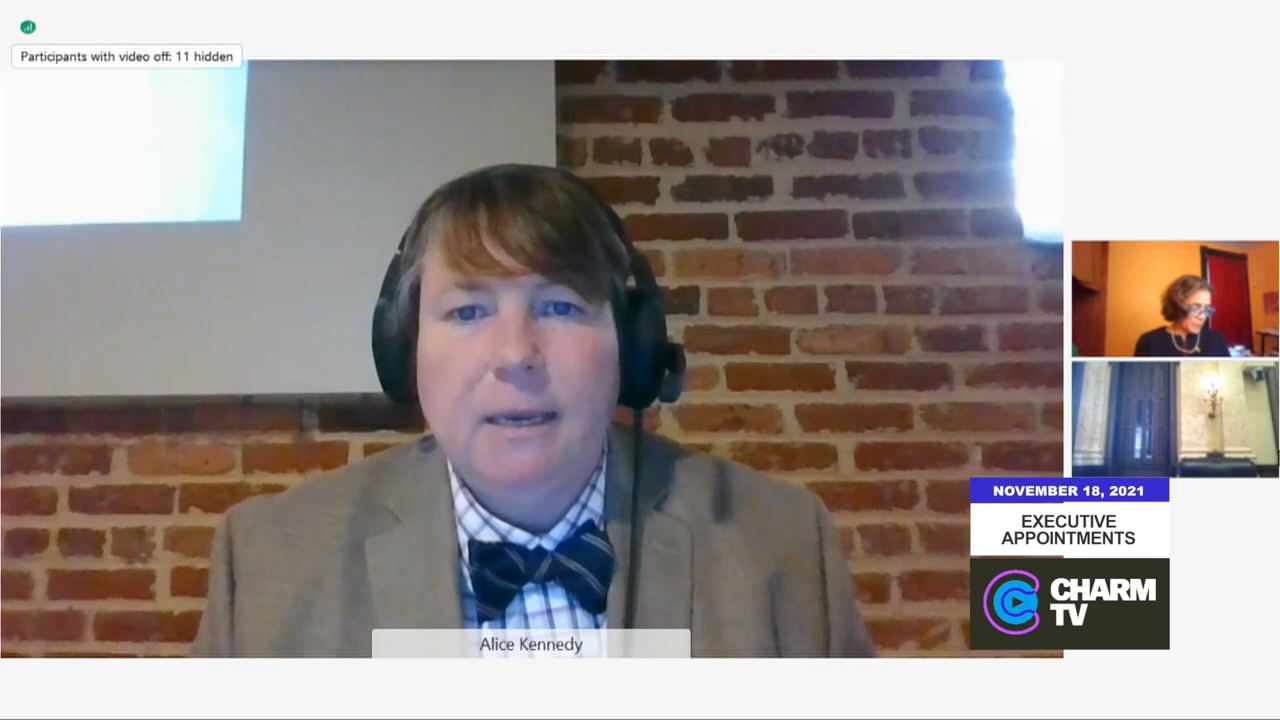 Participants with video off: 11 hidden
Alice Kennedy
NOVEMBER 18, 2021
EXECUTIVE
APPOINTMENTS
CHARM
TV